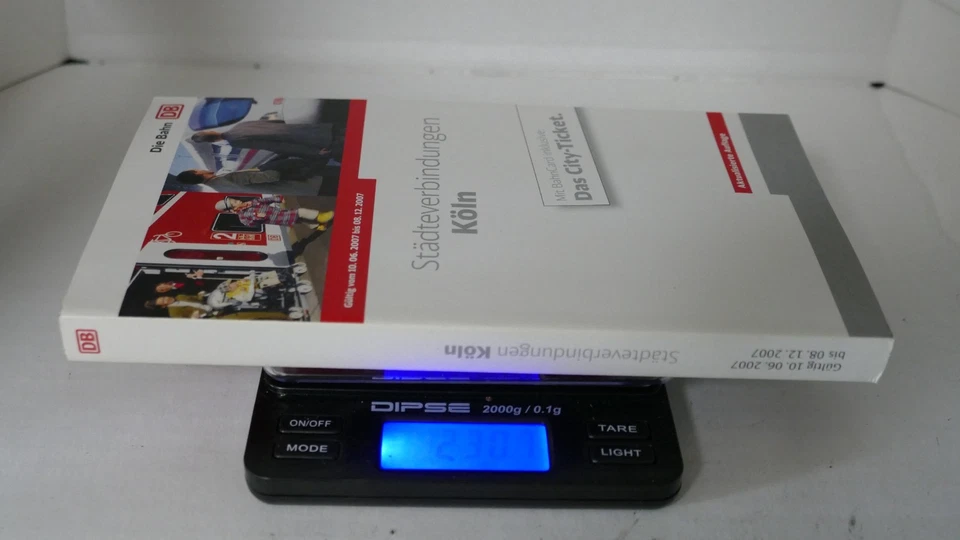 Die Bahn DB
Gültig vom 10. 06. 2007 bis 08. 12. 2007
Städteverbindungen
Köln
Mit BahnCard inklusive:
Das City-Ticket.
Aktualisierte Auflage
DB
Städteverbindungen Köln
Gültig 10. 06. 2007
bis 08. 12. 2007
DIPSE 2000g / 0.1g
ON/OFF
MODE
TARE
LIGHT